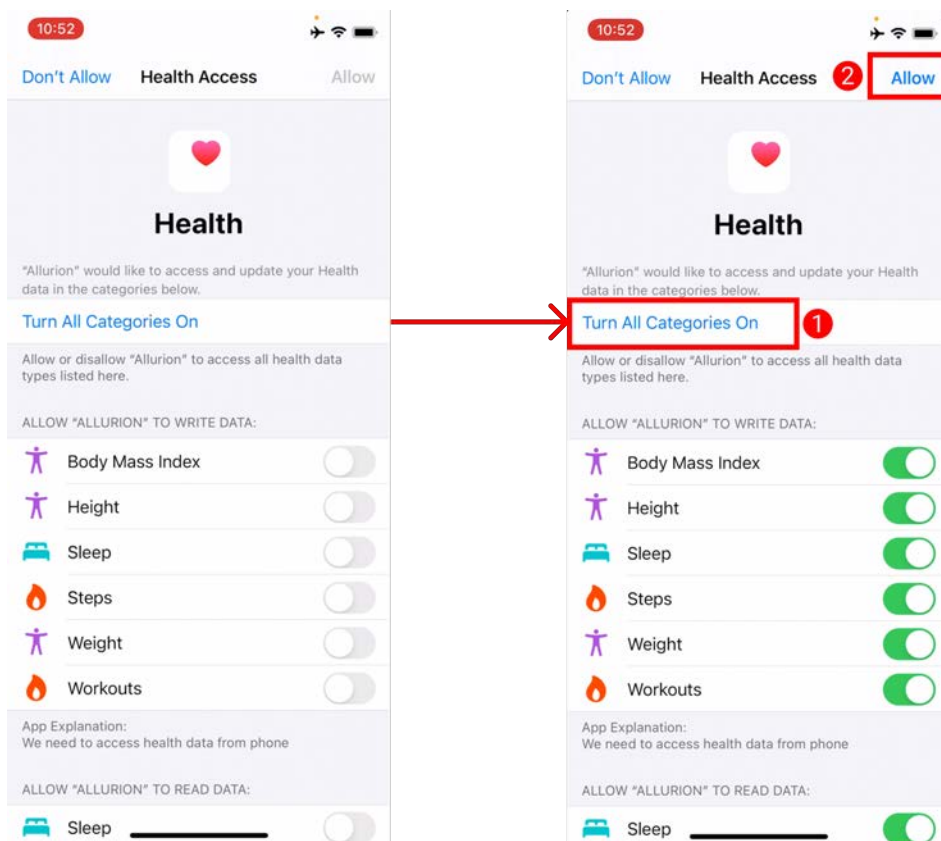 10:52
Don't Allow
Health Access
Allow
Health
"Allurion" would like to access and update your Health
data in the categories below.
Turn All Categories On
Allow or disallow "Allurion" to access all health data
types listed here.
ALLOW "ALLURION" TO WRITE DATA:
Body Mass Index
Height
Sleep
Steps
Weight
Workouts
App Explanation:
We need to access health data from phone
ALLOW "ALLURION" TO READ DATA:
Sleep
10:52
Don't Allow
Health Access
2
Allow
Health
"Allurion" would like to access and update your Health
data in the categories below.
Turn All Categories On
1
Allow or disallow "Allurion" to access all health data
types listed here.
ALLOW "ALLURION" TO WRITE DATA:
Body Mass Index
Height
Sleep
Steps
Weight
Workouts
App Explanation:
We need to access health data from phone
ALLOW "ALLURION" TO READ DATA:
Sleep